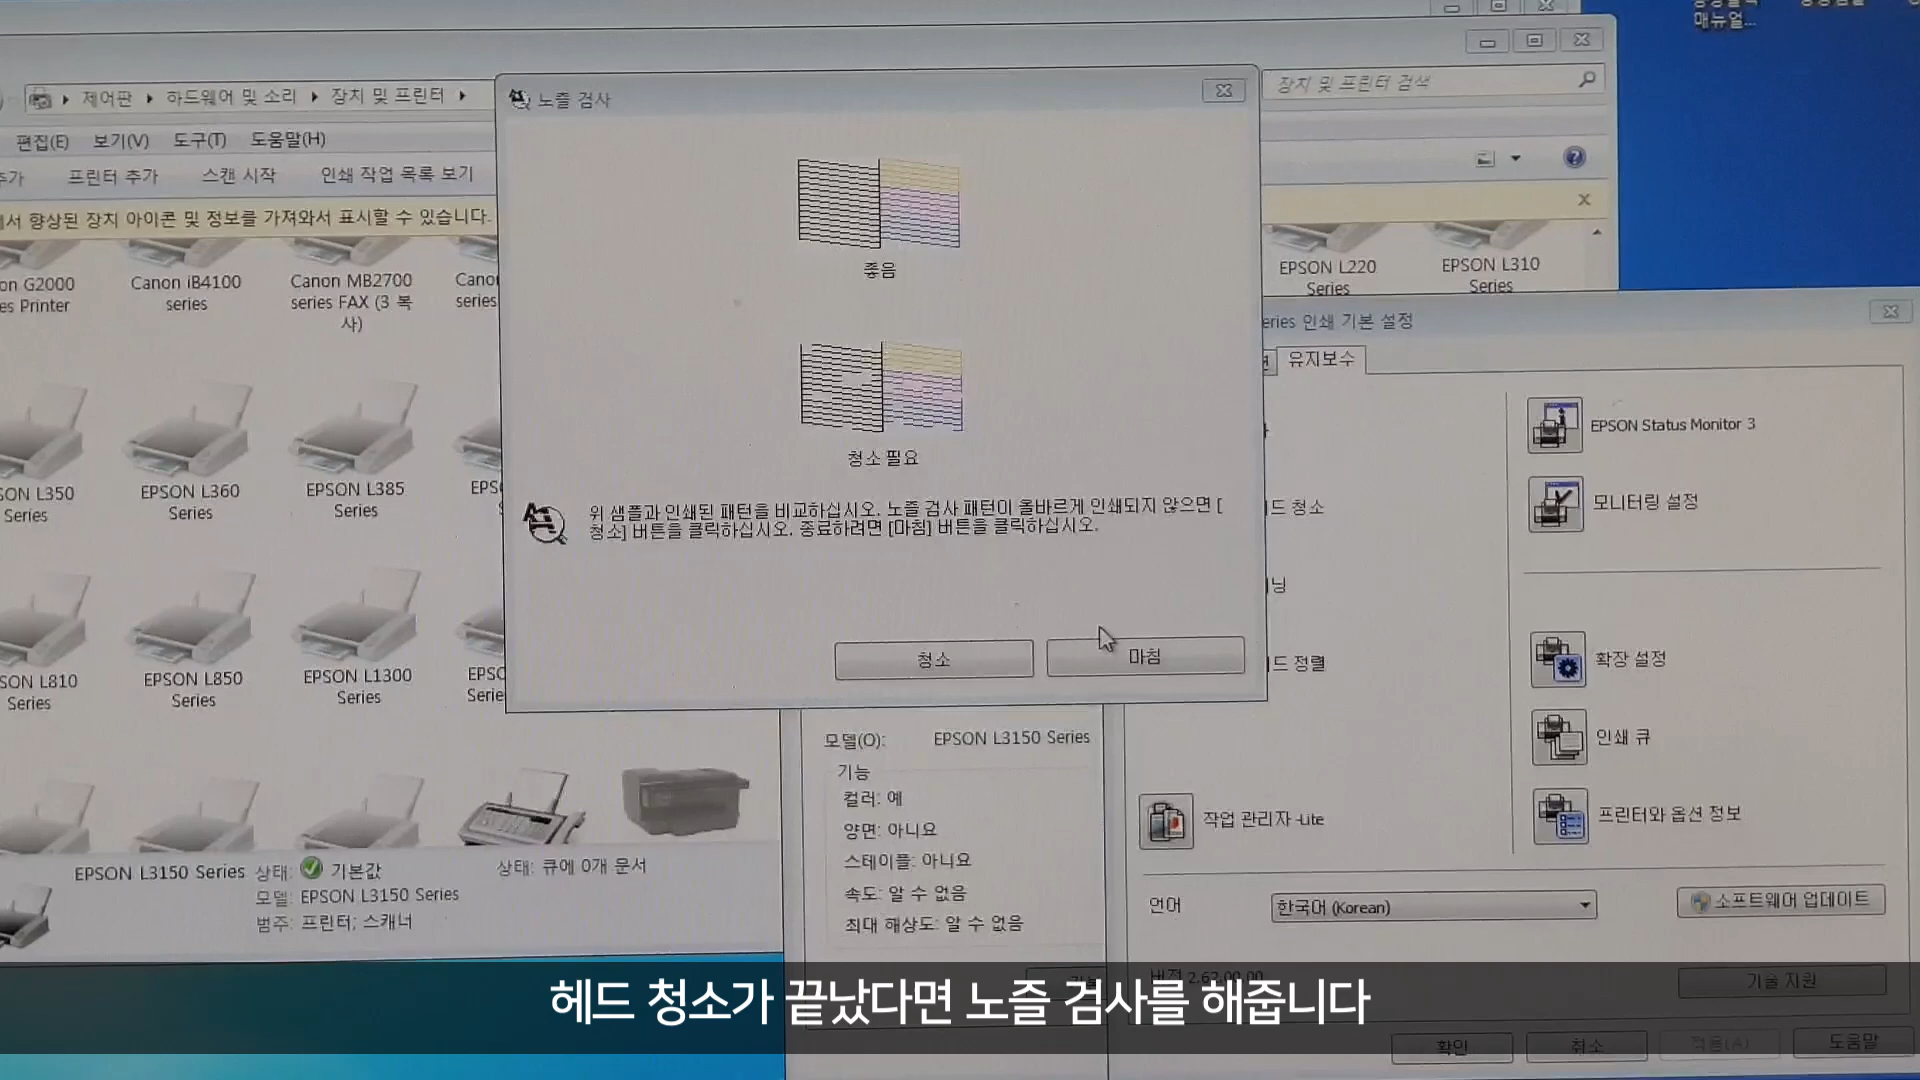 매뉴얼...
제어판
하드웨어 및 소리
장치 및 프린터
장치 및 프린터 검색
편집(E)
보기(V)
도구(T)
도움말(H)
추가
프린터 추가
스캔 시작
인쇄 작업 목록 보기
에서 향상된 장치 아이콘 및 정보를 가져와서 표시할 수 있습니다.
on G2000
es Printer
Canon iB4100
series
Canon MB2700
series FAX (3 복
사)
Canon
series
EPSON L220
Series
EPSON L310
Series
SON L350
Series
EPSON L360
Series
EPSON L385
Series
EPS
SON L810
Series
EPSON L850
Series
EPSON L1300
Series
EPSO
Serie
EPSON L3150 Series
상태:
기본값
모델: EPSON L3150 Series
범주: 프린터; 스캐너
상태: 큐에 0개 문서
노즐 검사
좋음
청소 필요
위 샘플과 인쇄된 패턴을 비교하십시오. 노즐 검사 패턴이 올바르게 인쇄되지 않으면 [
청소] 버튼을 클릭하십시오. 종료하려면 [마침] 버튼을 클릭하십시오.
청소
마침
모델(O): EPSON L3150 Series
기능
컬러: 예
양면: 아니요
스테이플: 아니요
속도: 알 수 없음
최대 해상도: 알 수 없음
eries 인쇄 기본 설정
유지보수
EPSON Status Monitor 3
모니터링 설정
드 청소
닝
드 정렬
확장 설정
인쇄 큐
작업 관리자 -Lite
프린터와 옵션 정보
언어
한국어 (Korean)
소프트웨어 업데이트
버전 2.62.00.00
기술 지원
확인
취소
적용(A)
도움말
헤드 청소가 끝났다면 노즐 검사를 해줍니다